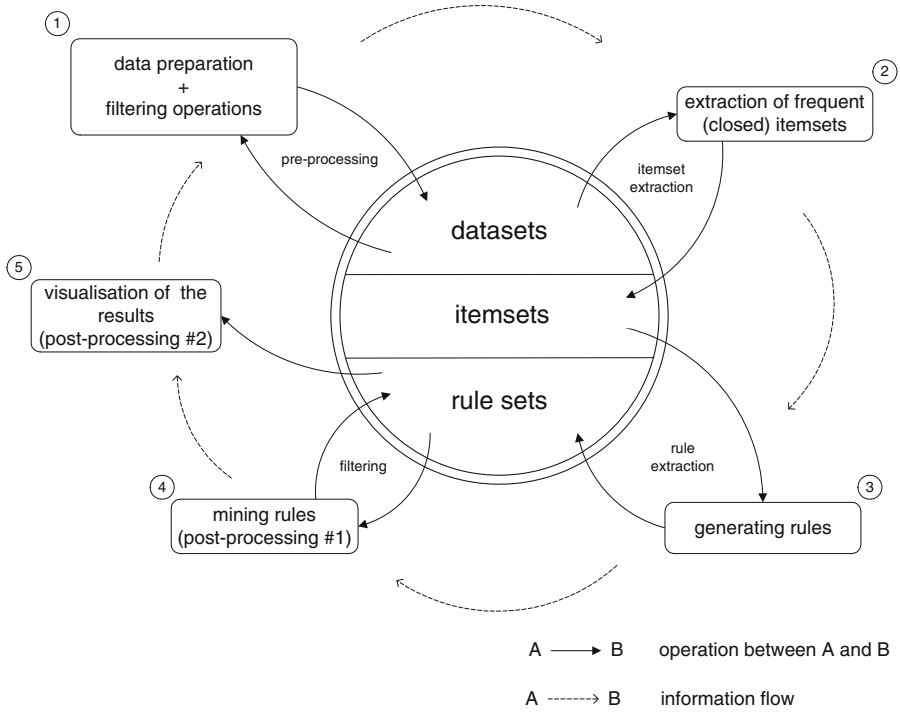 1
data preparation
+
filtering operations
2
extraction of frequent
(closed) itemsets
pre-processing
itemset
extraction
datasets
5
visualisation of the
results
(post-processing #2)
itemsets
rule sets
filtering
rule
extraction
4
mining rules
(post-processing #1)
3
generating rules
A B operation between A and B
A B information flow